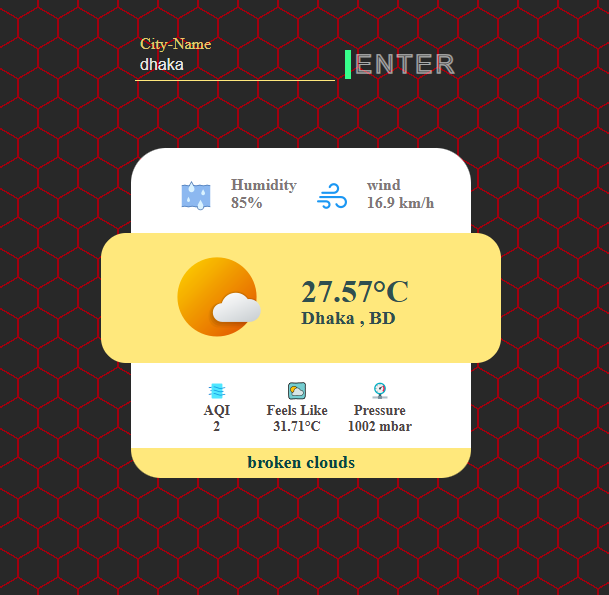 City-Name
dhaka
ENTER
Humidity
85%
wind
16.9 km/h
27.57°C
Dhaka , BD
AQI
2
Feels Like
31.71°C
Pressure
1002 mbar
broken clouds